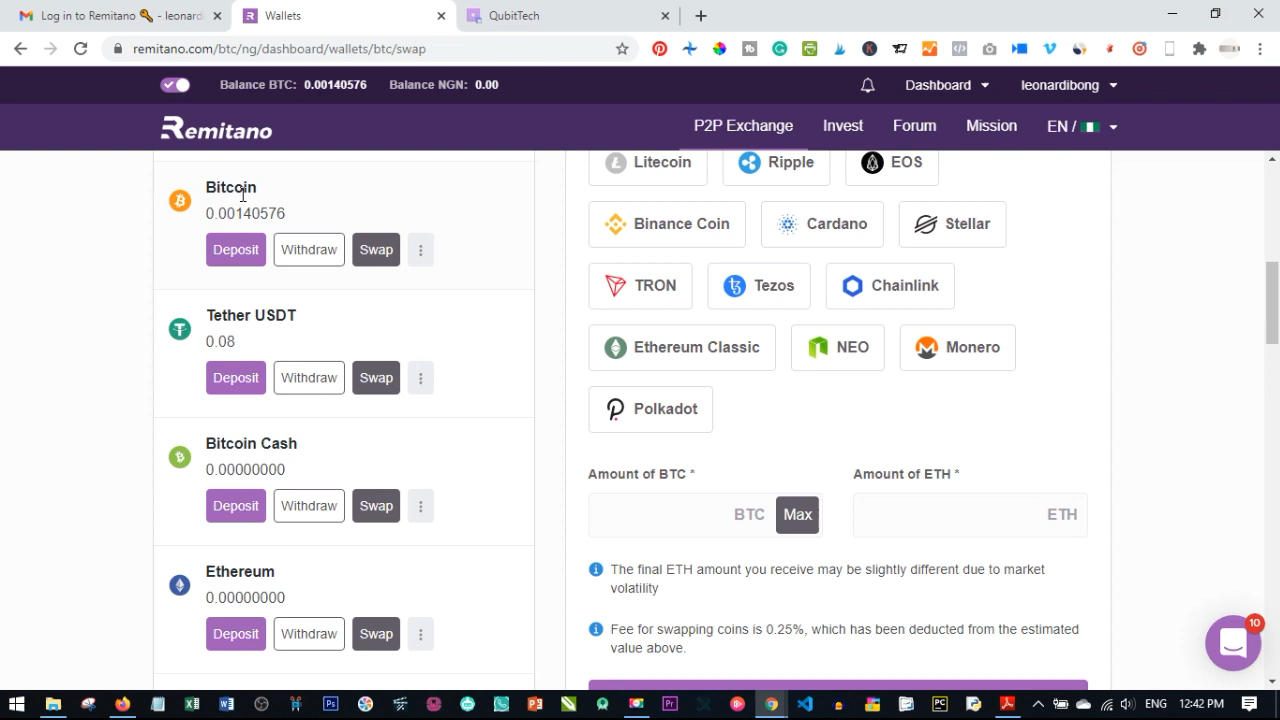 Log in to Remitano 🔑 - leonardi
Wallets
QubitTech
remitano.com/btc/ng/dashboard/wallets/btc/swap
Balance BTC: 0.00140576
Balance NGN: 0.00
Dashboard
leonardibong
Remitano
P2P Exchange
Invest
Forum
Mission
EN /
Bitcoin
0.00140576
Deposit
Withdraw
Swap
Tether USDT
0.08
Deposit
Withdraw
Swap
Bitcoin Cash
0.00000000
Deposit
Withdraw
Swap
Ethereum
0.00000000
Deposit
Withdraw
Swap
Litecoin
Ripple
EOS
Binance Coin
Cardano
Stellar
TRON
Tezos
Chainlink
Ethereum Classic
NEO
Monero
Polkadot
Amount of BTC *
Amount of ETH *
BTC
Max
ETH
The final ETH amount you receive may be slightly different due to market
volatility
Fee for swapping coins is 0.25%, which has been deducted from the estimated
value above.
10
ENG
12:42 PM